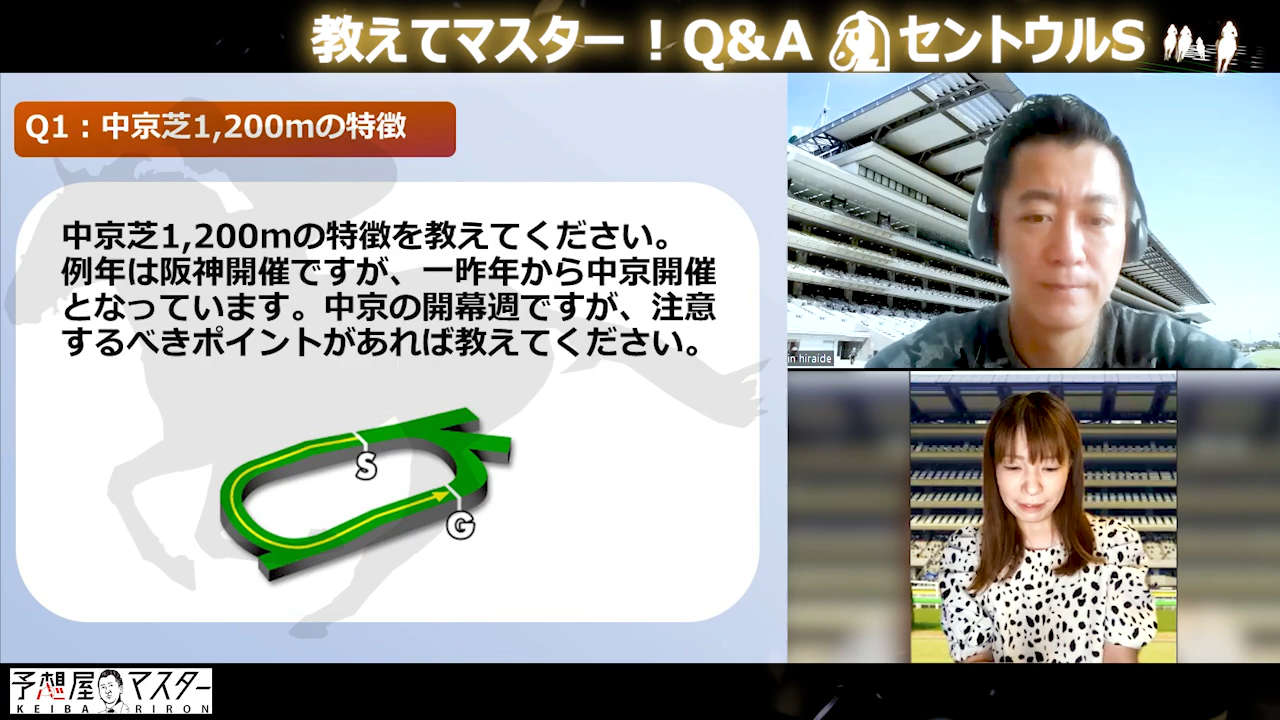 教えてマスター！Q&A セントウルS
Q1：中京芝1,200mの特徴
中京芝1,200mの特徴を教えてください。
例年は阪神開催ですが、一昨年から中京開催
となっています。中京の開幕週ですが、注意
するべきポイントがあれば教えてください。
S
G
in hiraide
予想屋マスター
KEIBA RIRON